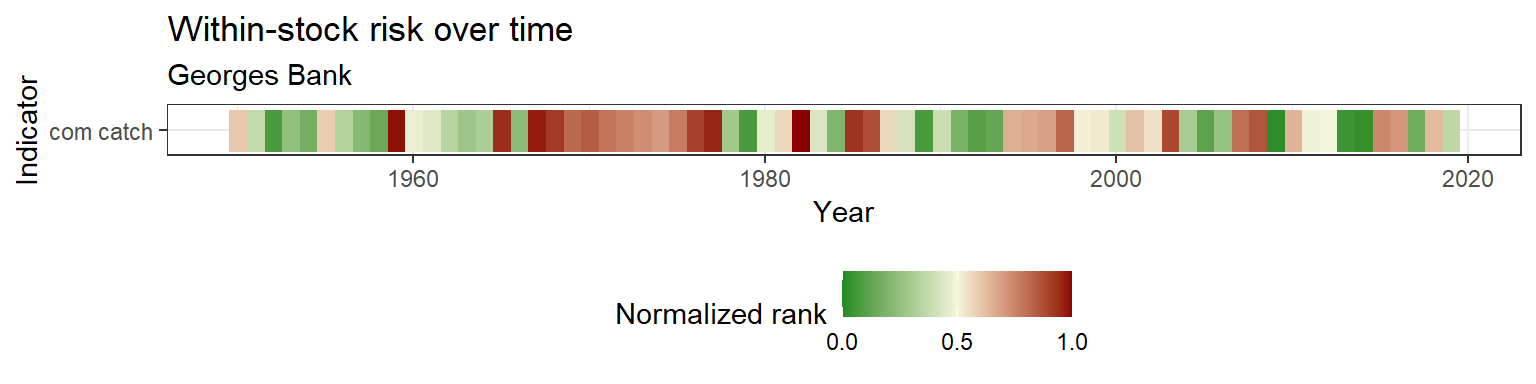 Within-stock risk over time
Georges Bank
Indicator
com catch
1960 1980 2000 2020
Year
Normalized rank
0.0 0.5 1.0